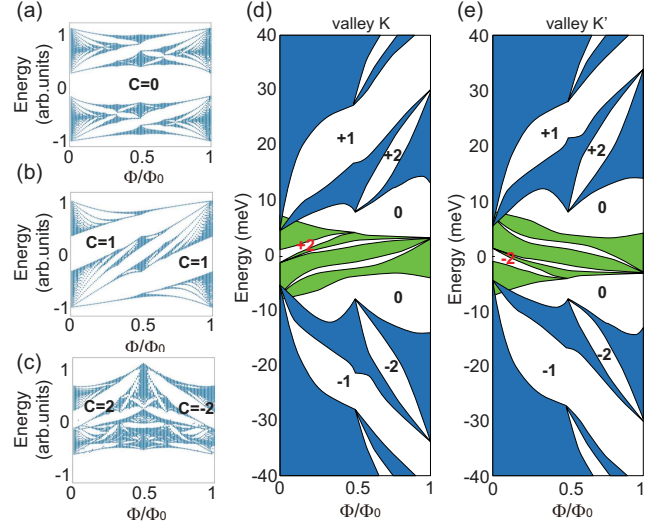 (a)
1
0
-1
Energy
(arb.units)
C=0
0
0.5
1
Φ/Φ0
(b)
1
0
-1
Energy
(arb.units)
C=1
C=1
0
0.5
1
Φ/Φ0
(c)
1
0
-1
Energy
(arb.units)
C=2
C=-2
0
0.5
1
Φ/Φ0
(d)
valley K
40
30
20
10
0
-10
-20
-30
-40
Energy (meV)
+1
+2
0
+2
0
-1
-2
0
0.5
1
Φ/Φ0
(e)
valley K’
40
30
20
10
0
-10
-20
-30
-40
Energy (meV)
+1
+2
0
-2
0
-1
-2
0
0.5
1
Φ/Φ0